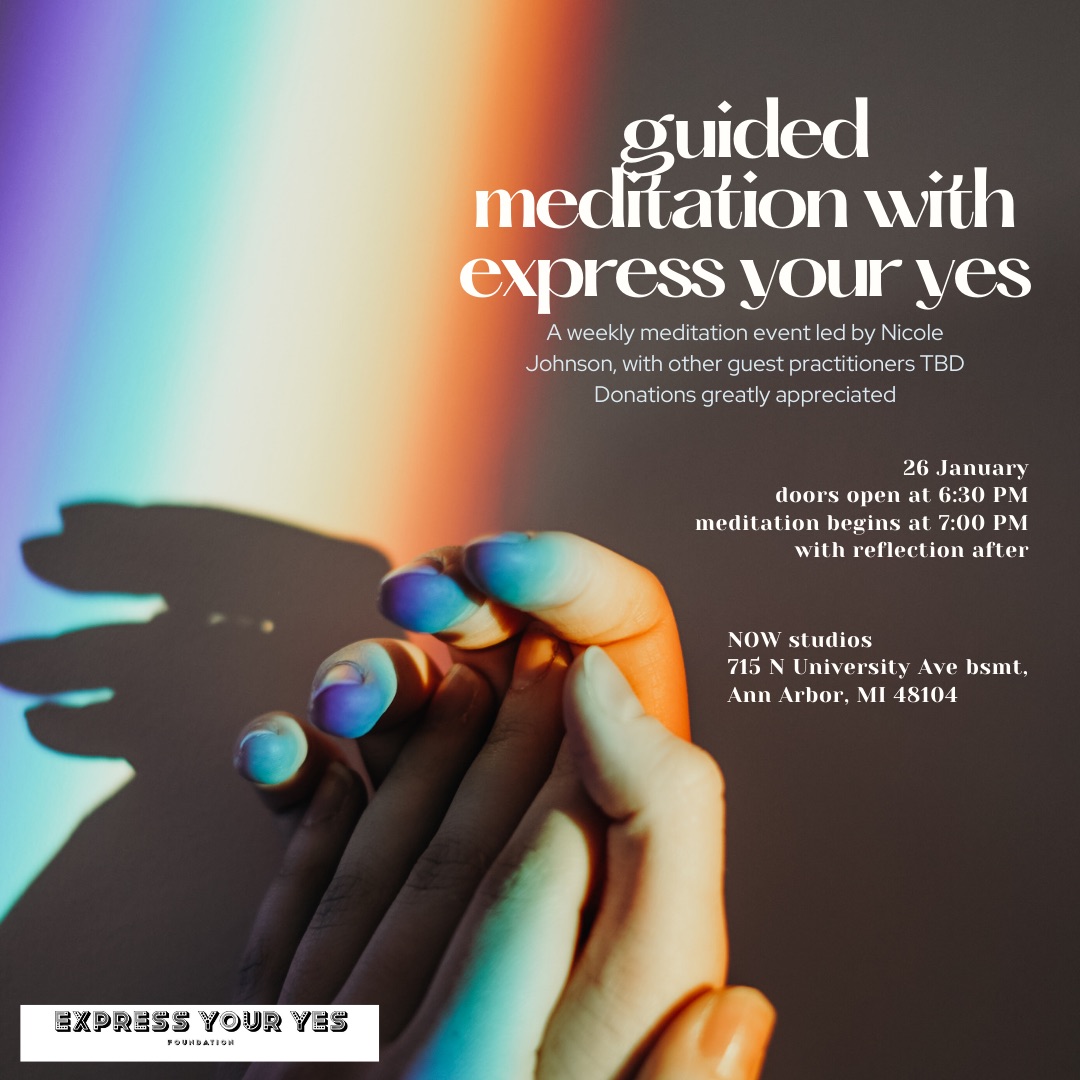 guided
meditation with
express your yes
A weekly meditation event led by Nicole
Johnson, with other guest practitioners TBD
Donations greatly appreciated
26 January
doors open at 6:30 PM
meditation begins at 7:00 PM
with reflection after
NOW studios
715 N University Ave bsmt,
Ann Arbor, MI 48104
EXPRESS YOUR YES
FOUNDATION